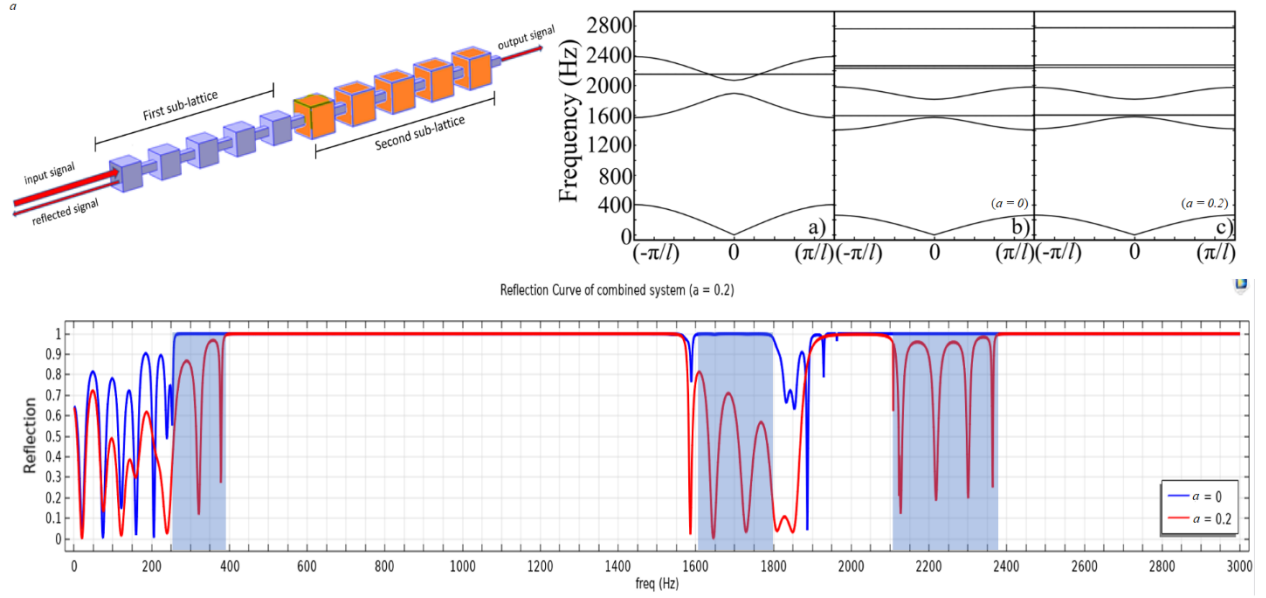 a
output signal
First sub-lattice
Second sub-lattice
input signal
reflected signal
Frequency (Hz)
2800
2400
2000
1600
1200
800
400
0
a)
(a = 0)
b)
(a = 0.2)
c)
(-π/l) 0 (π/l) (-π/l) 0 (π/l) (-π/l) 0 (π/l)
Reflection Curve of combined system (a = 0.2)
Reflection
1
0.9
0.8
0.7
0.6
0.5
0.4
0.3
0.2
0.1
0
a = 0
a = 0.2
0 200 400 600 800 1000 1200 1400 1600 1800 2000 2200 2400 2600 2800 3000
freq (Hz)